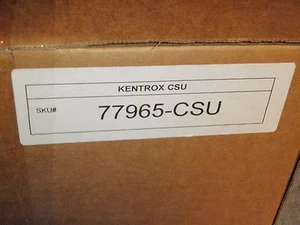 KENTROX CSU
SKU# 77965-CSU